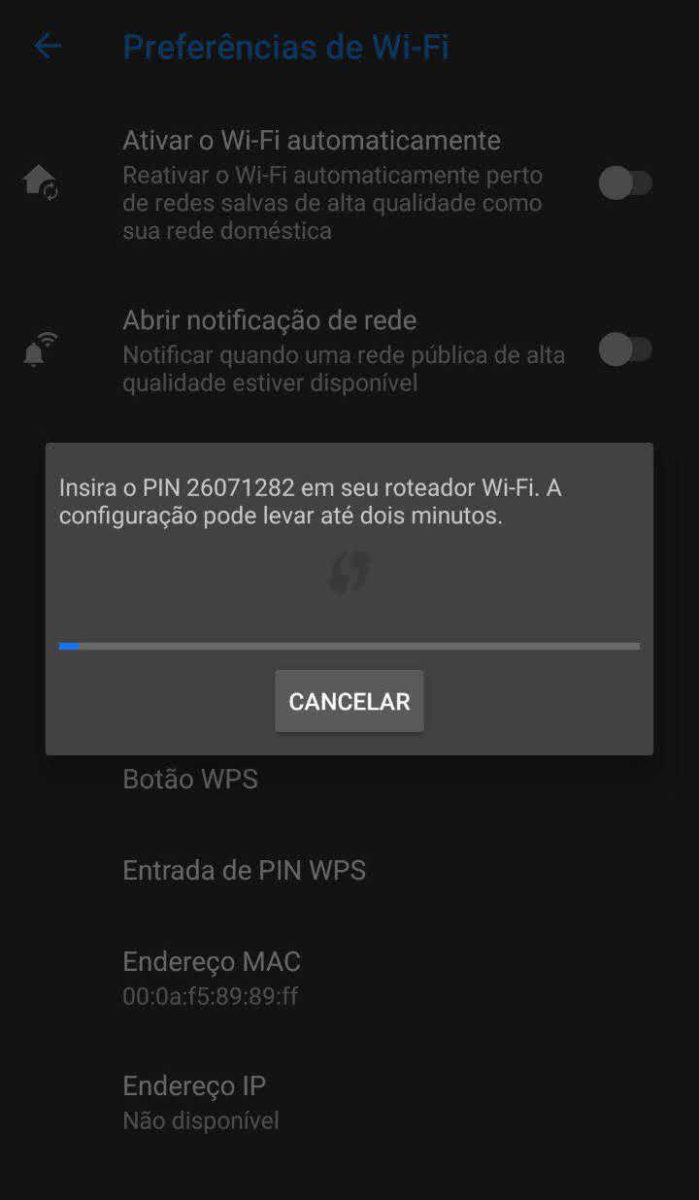 Preferências de Wi-Fi
Ativar o Wi-Fi automaticamente
Reativar o Wi-Fi automaticamente perto
de redes salvas de alta qualidade como
sua rede doméstica
Abrir notificação de rede
Notificar quando uma rede pública de alta
qualidade estiver disponível
Insira o PIN 26071282 em seu roteador Wi-Fi. A
configuração pode levar até dois minutos.
CANCELAR
Botão WPS
Entrada de PIN WPS
Endereço MAC
00:0a:f5:89:89:ff
Endereço IP
Não disponível